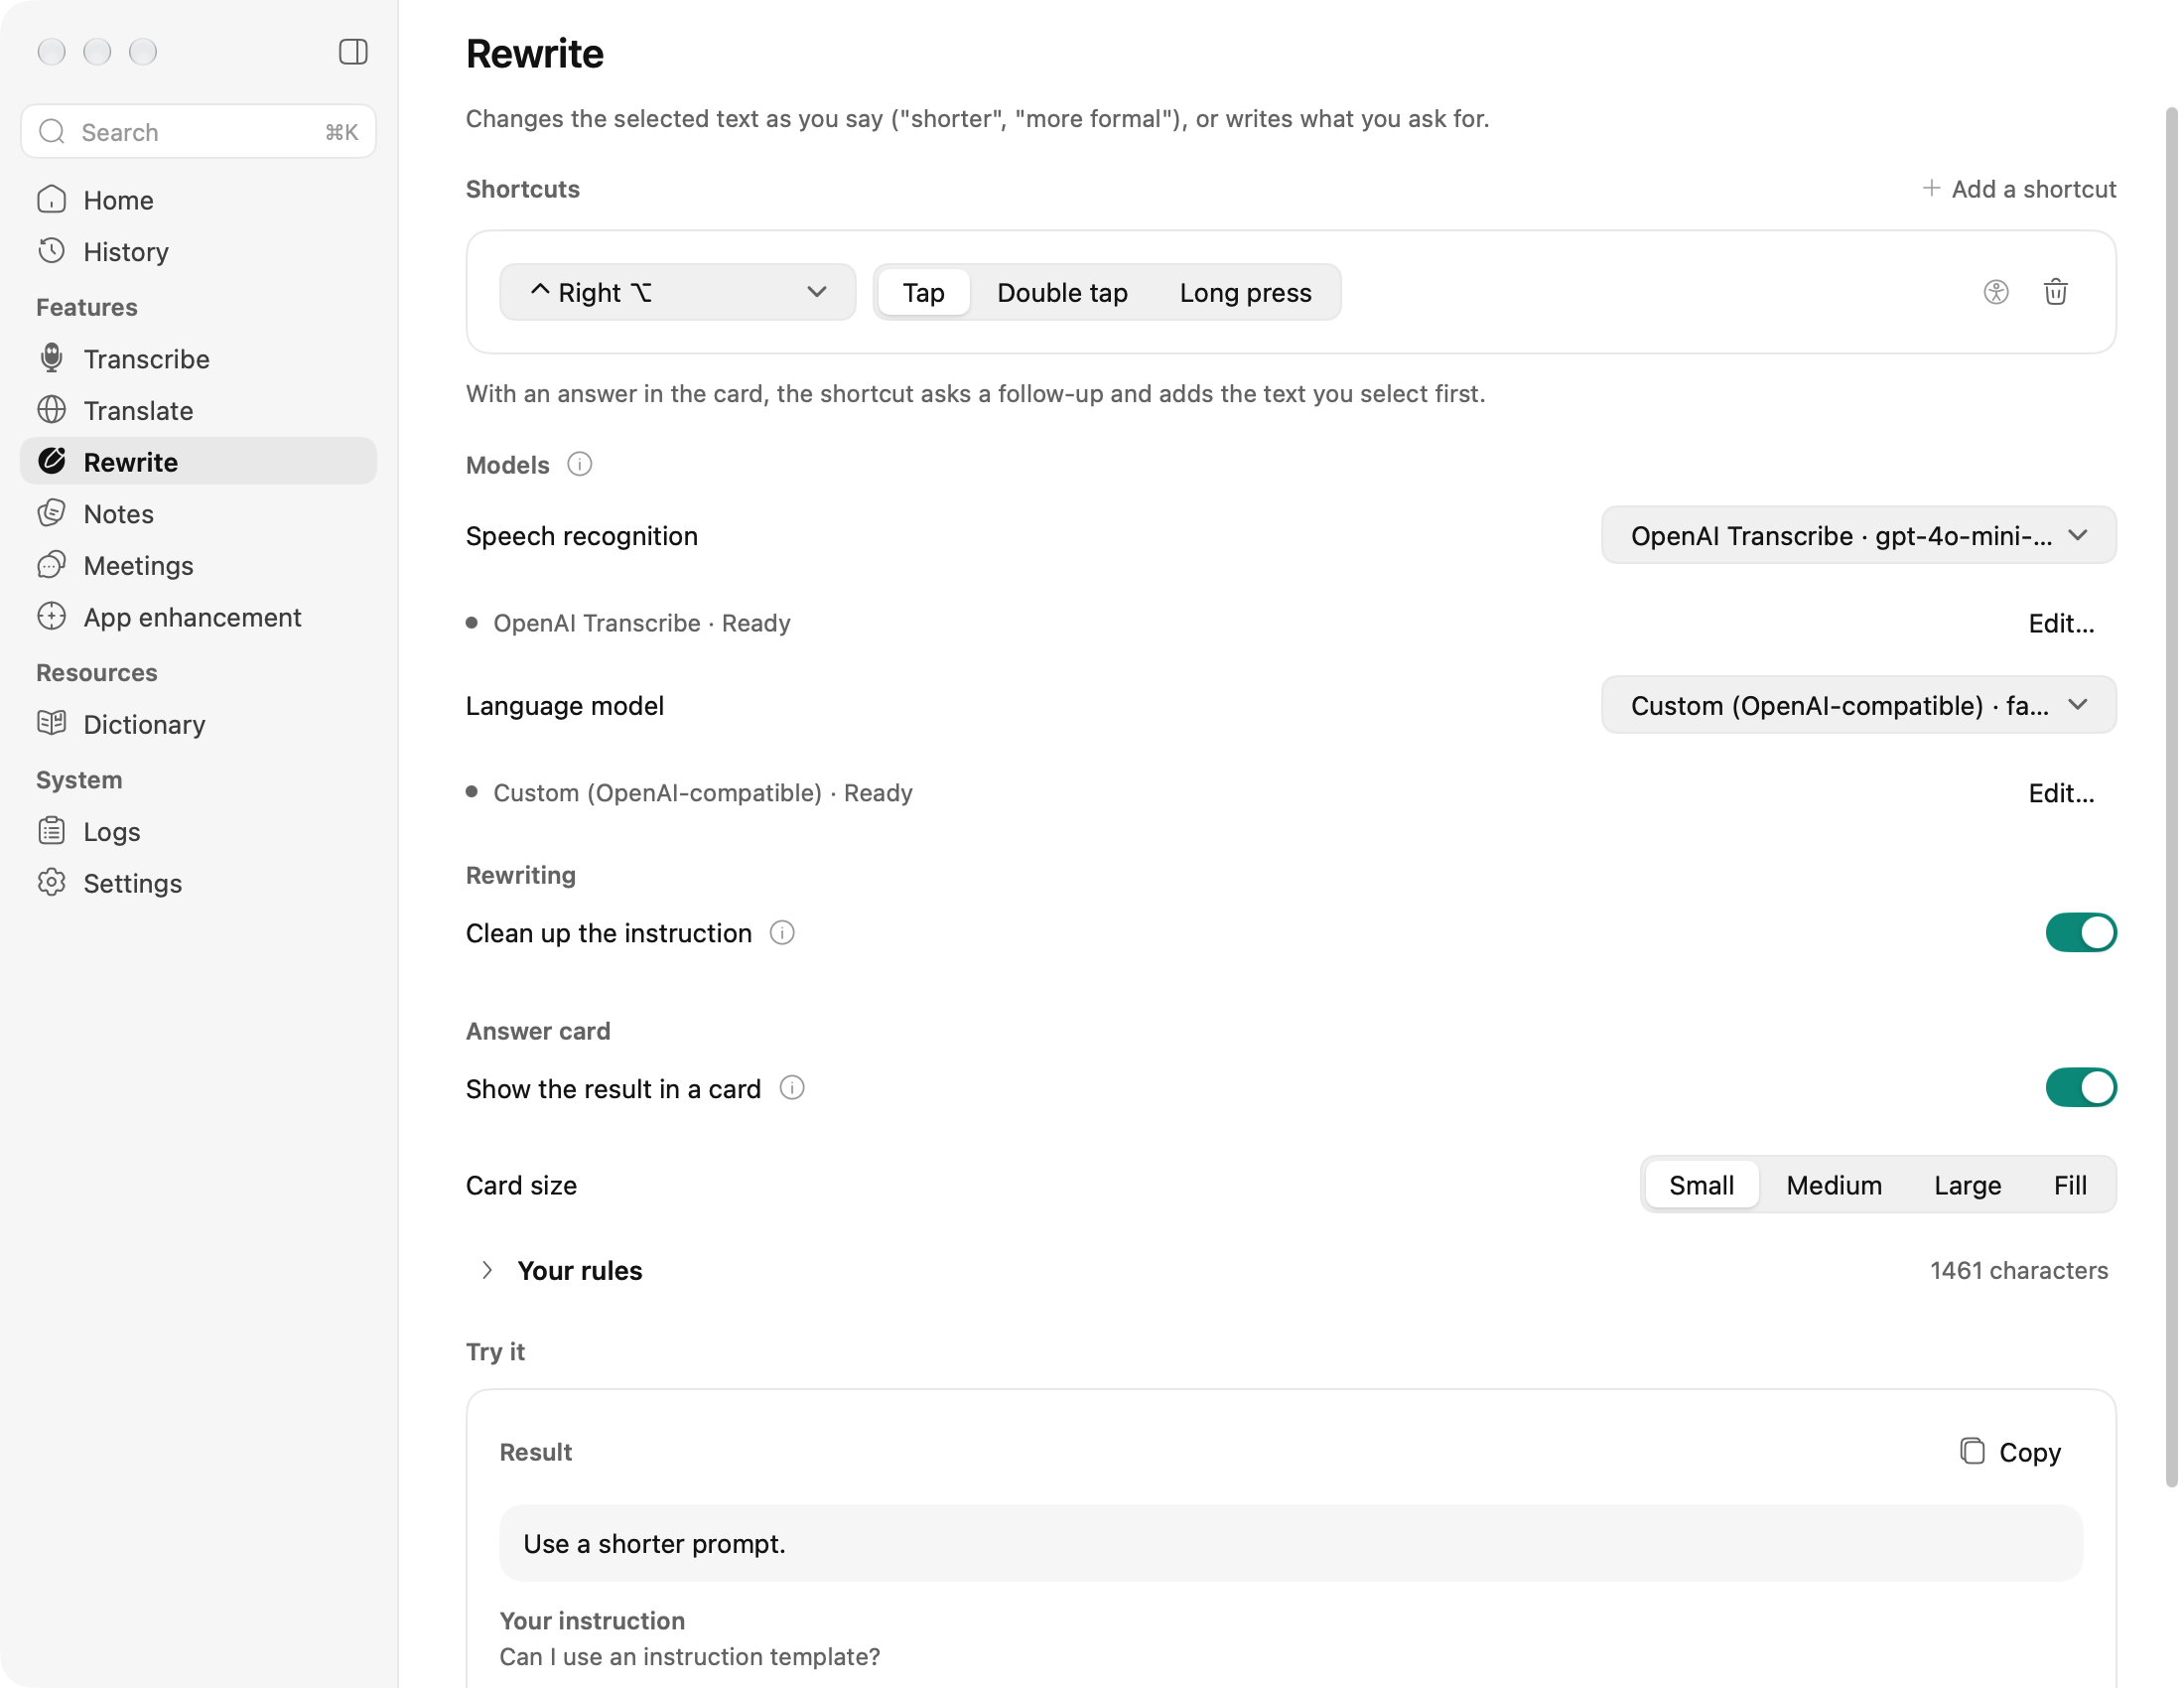 Search ⌘K
Home
History
Features
Transcribe
Translate
Rewrite
Notes
Meetings
App enhancement
Resources
Dictionary
System
Logs
Settings
Rewrite
Changes the selected text as you say ("shorter", "more formal"), or writes what you ask for.
Shortcuts + Add a shortcut
⌃ Right ⌥ Tap Double tap Long press
With an answer in the card, the shortcut asks a follow-up and adds the text you select first.
Models
Speech recognition OpenAI Transcribe · gpt-4o-mini-...
OpenAI Transcribe · Ready Edit...
Language model Custom (OpenAI-compatible) · fa...
Custom (OpenAI-compatible) · Ready Edit...
Rewriting
Clean up the instruction
Answer card
Show the result in a card
Card size Small Medium Large Fill
Your rules 1461 characters
Try it
Result Copy
Use a shorter prompt.
Your instruction
Can I use an instruction template?